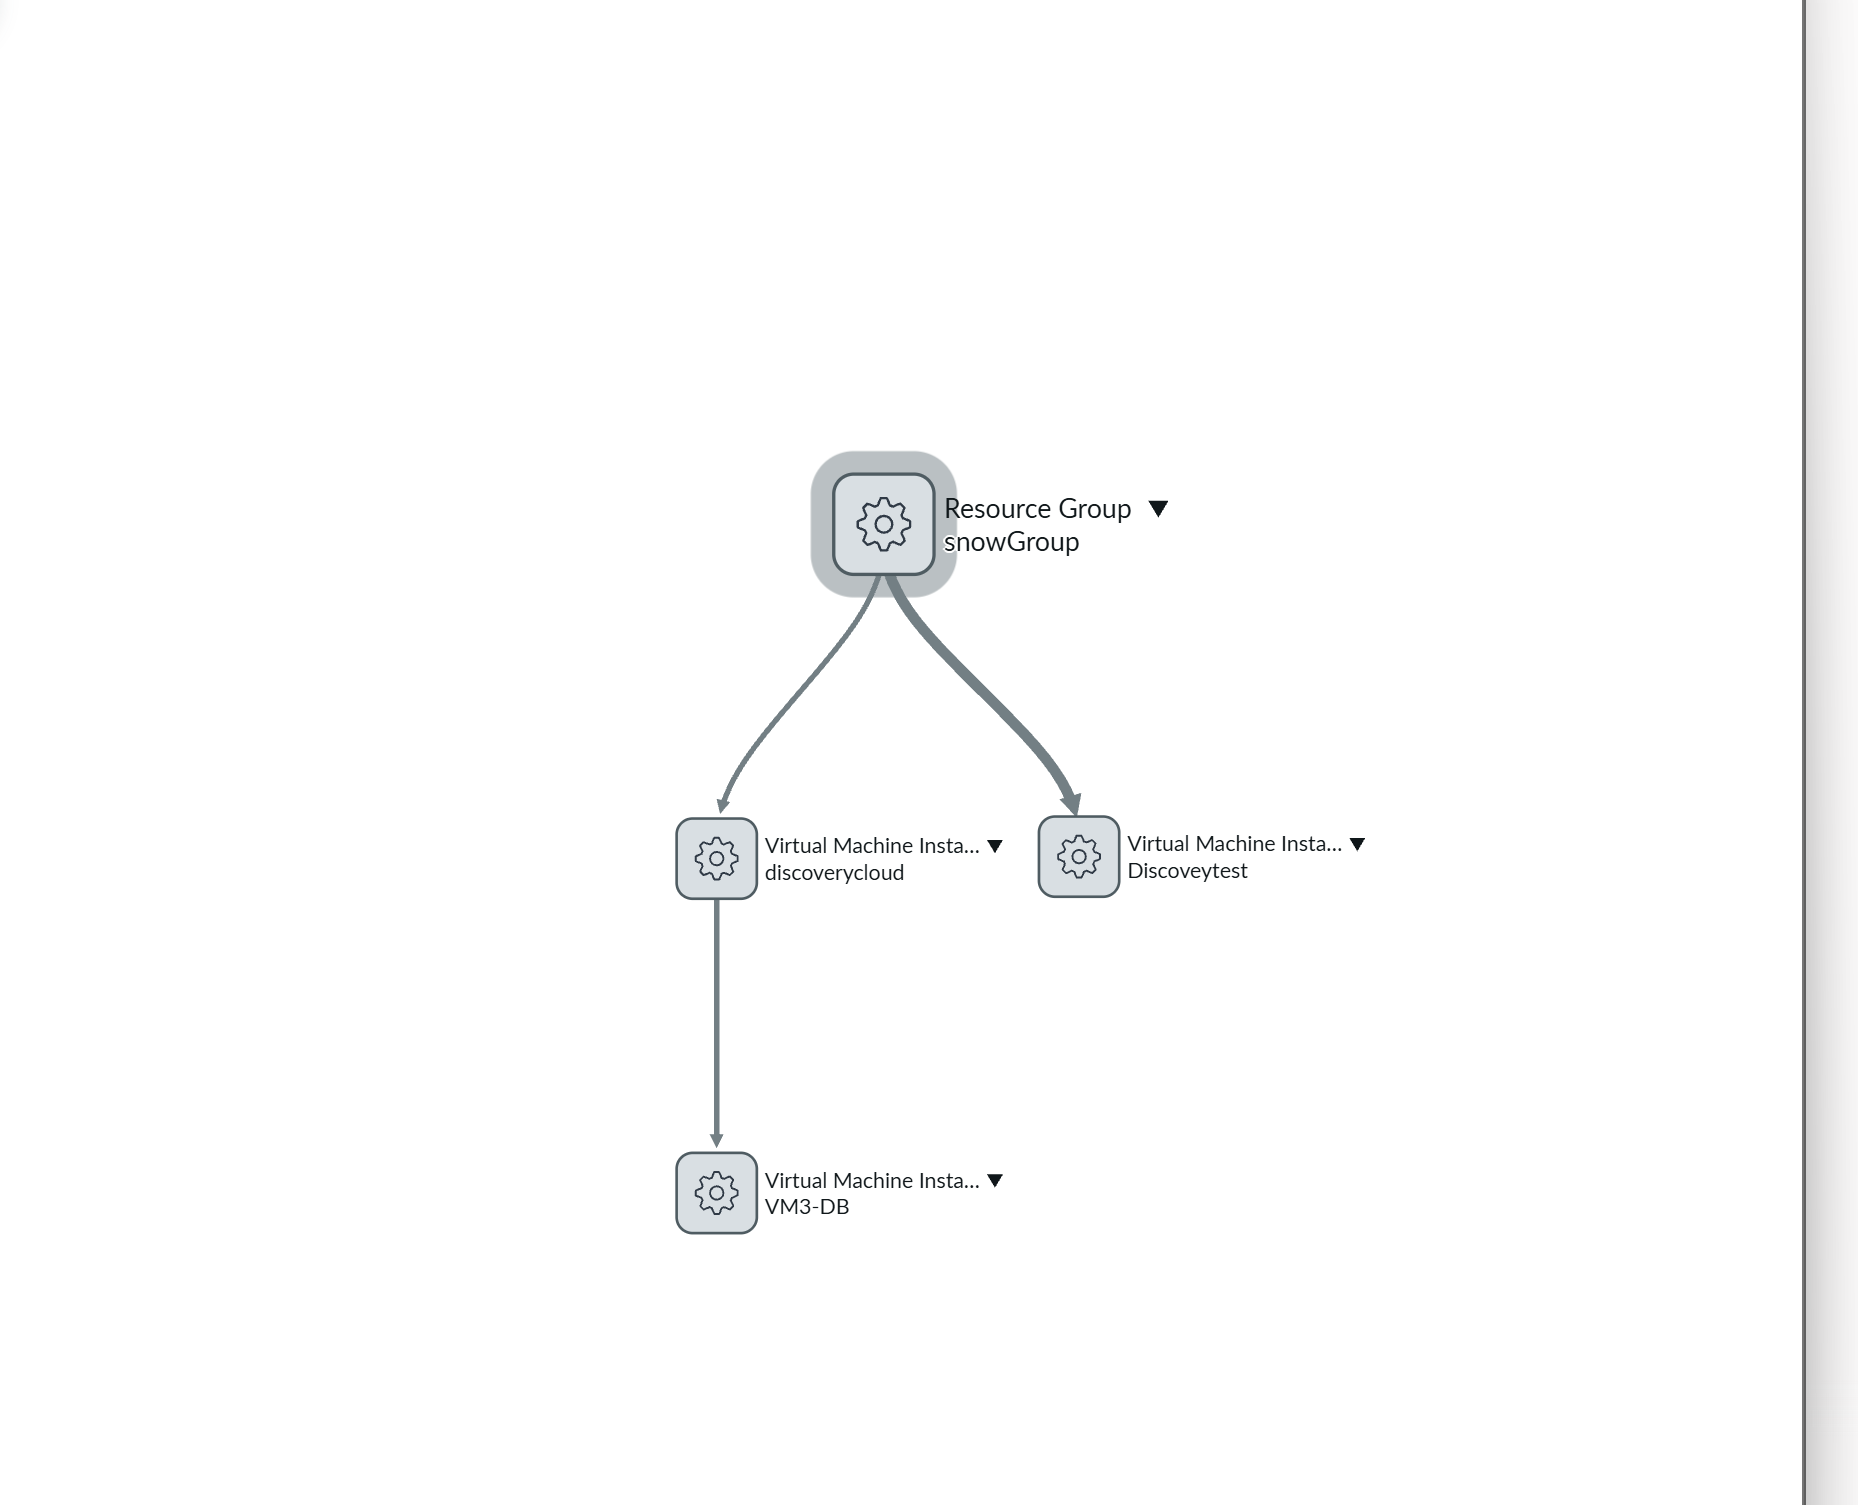 Resource Group
snowGroup
Virtual Machine Insta...
discoverycloud
Virtual Machine Insta...
Discoveytest
Virtual Machine Insta...
VM3-DB